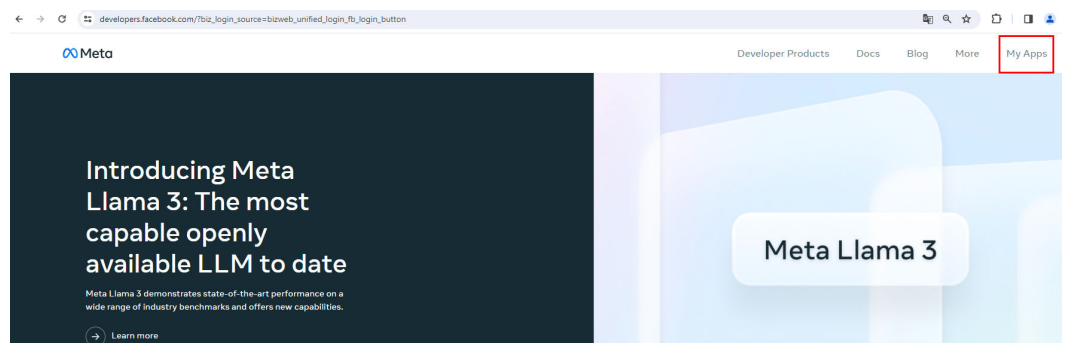 developers.facebook.com/?biz_login_source=bizweb_unified_login_fb_login_button
Meta
Developer Products Docs Blog More My Apps
Introducing Meta
Llama 3: The most
capable openly
available LLM to date
Meta Llama 3 demonstrates state-of-the-art performance on a
wide range of industry benchmarks and offers new capabilities.
Learn more
Meta Llama 3